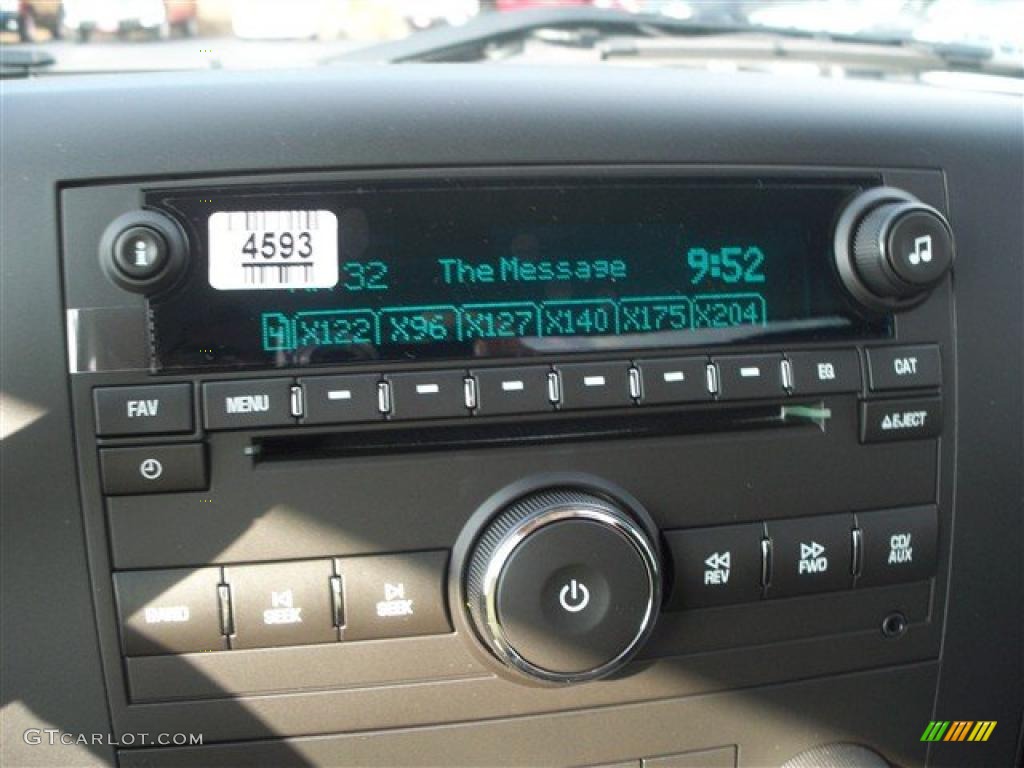 4593
32 The Message 9:52
4 X122 X96 X127 X140 X175 X204
FAV MENU EQ CAT
EJECT
BAND SEEK SEEK REV FWD CD/
AUX
GTCARLOT.COM